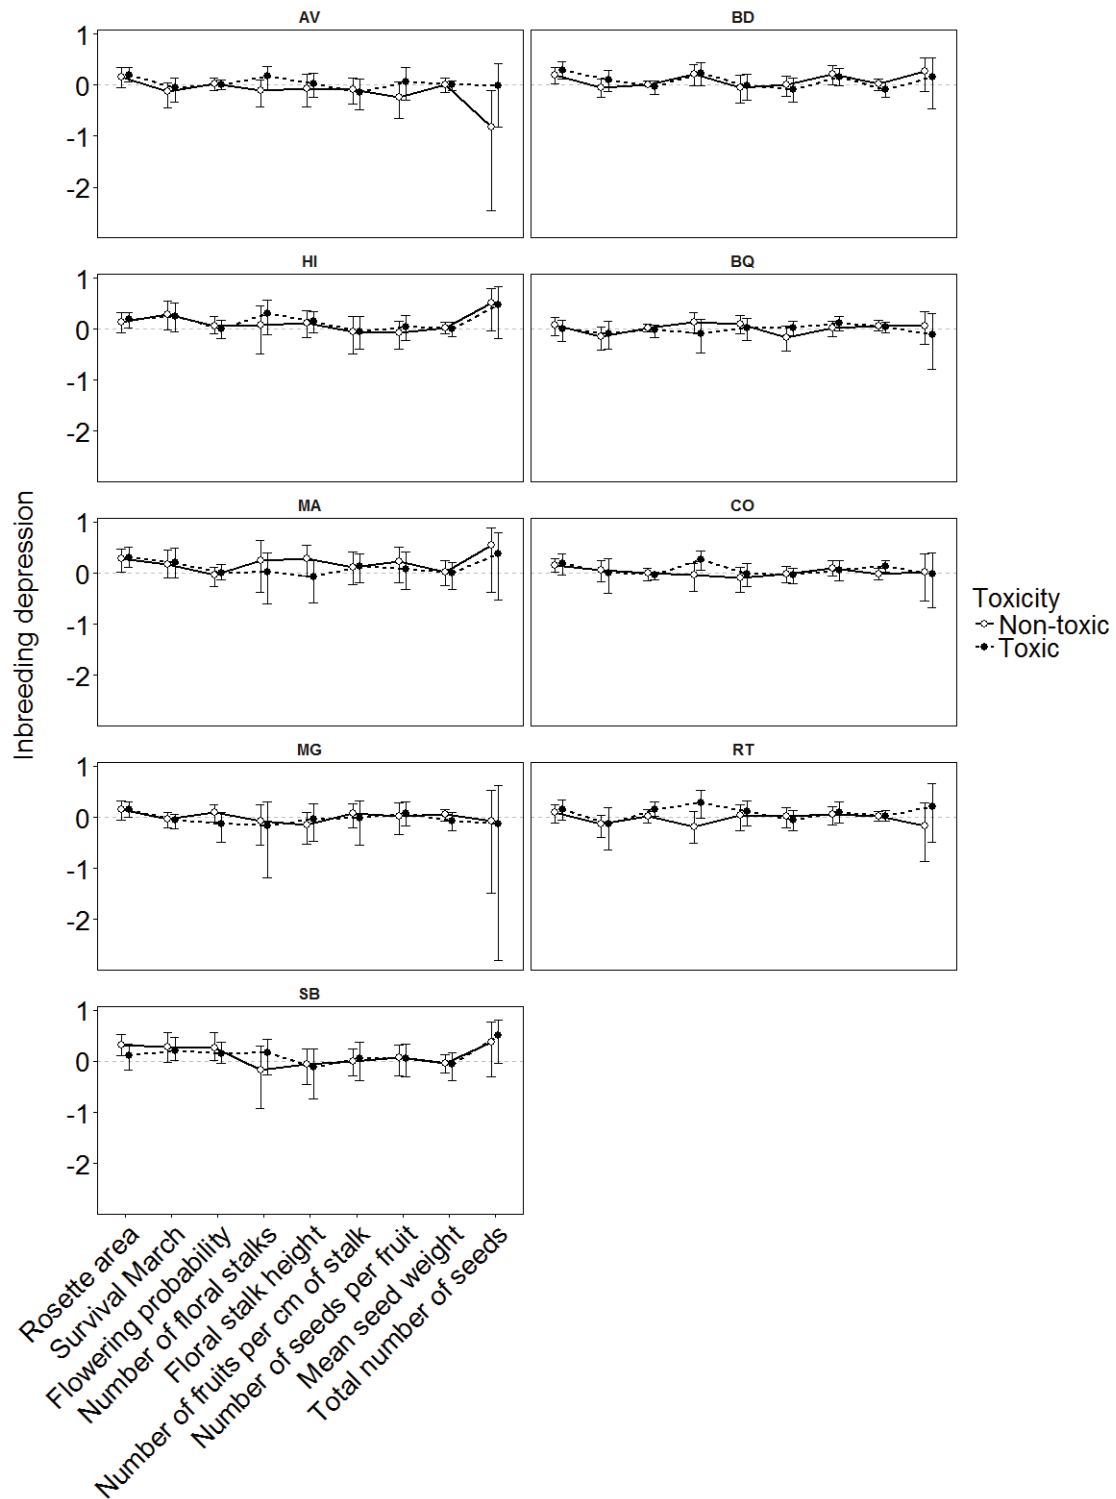 AV
BD
1
0
-1
-2
HI
BQ
1
0
-1
-2
MA
CO
1
0
-1
-2
MG
RT
1
0
-1
-2
SB
1
0
-1
-2
Inbreeding depression
Toxicity
Non-toxic
Toxic
Rosette area
Survival March
Flowering probability
Number of floral stalks
Floral stalk height
Number of fruits per cm of stalk
Number of seeds per fruit
Mean seed weight
Total number of seeds